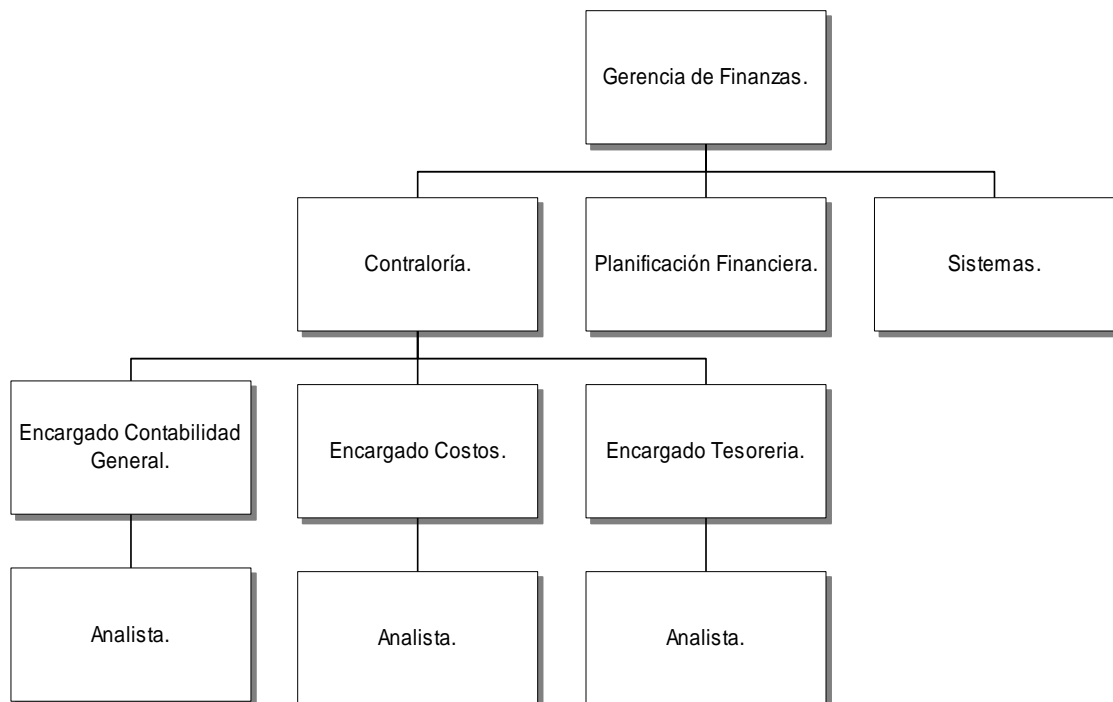 Gerencia de Finanzas.
Contraloría.
Planificación Financiera.
Sistemas.
Encargado Contabilidad
General.
Encargado Costos.
Encargado Tesoreria.
Analista.
Analista.
Analista.